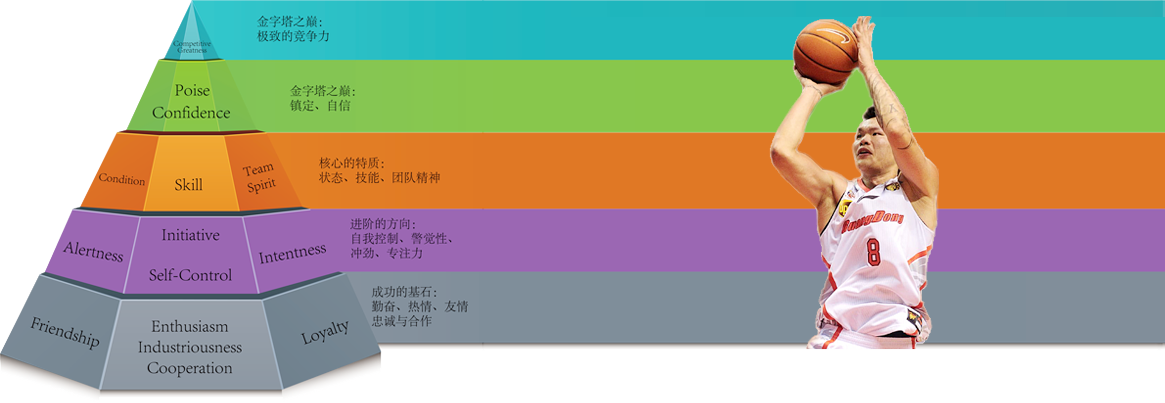 Competitive
Greatness
金字塔之巅:
极致的竞争力
Poise
Confidence
金字塔之巅:
镇定、自信
Condition
Skill
Team
Spirit
核心的特质:
状态、技能、团队精神
Alertness
Initiative
Self-Control
Intentness
进阶的方向:
自我控制、警觉性、
冲劲、专注力
Friendship
Enthusiasm
Industriousness
Cooperation
Loyalty
成功的基石:
勤奋、热情、友情
忠诚与合作
GuangDong
8